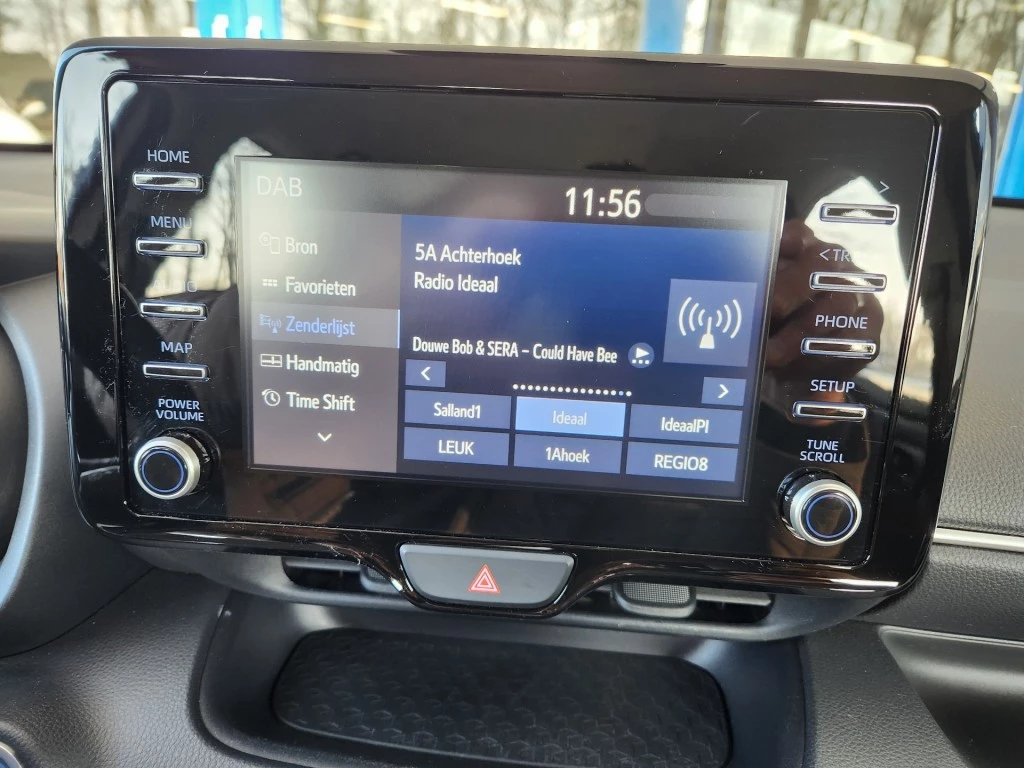 HOME
MENU
MAP
POWER
VOLUME
DAB
11:56
Bron
Favorieten
Zenderlijst
Handmatig
Time Shift
5A Achterhoek
Radio Ideaal
Douwe Bob & SERA – Could Have Bee
<
>
Salland1
Ideaal
IdeaalPl
LEUK
1Ahoek
REGIO8
>
< TR
PHONE
SETUP
TUNE
SCROLL